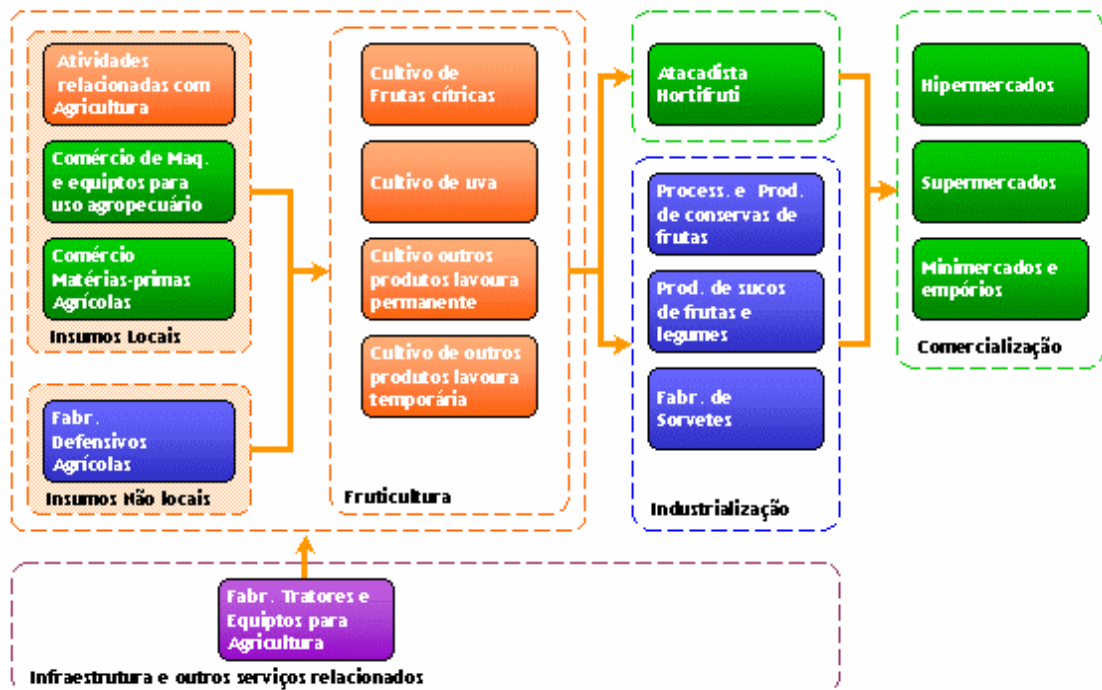 Atividades
relacionadas com
Agricultura
Comércio de Maq.
e equiptos para
uso agropecuário
Comércio
Matérias-primas
Agrícolas
Insumos Locais
Fabr.
Defensivos
Agrícolas
Insumos Não locais
Cultivo de
Frutas cítricas
Cultivo de uva
Cultivo outros
produtos lavoura
permanente
Cultivo de outros
produtos lavoura
temporária
Fruticultura
Atacadista
Hortifruti
Process. e Prod.
de conservas de
frutas
Prod. de sucos
de frutas e
legumes
Fabr. de
Sorvetes
Industrialização
Hipermercados
Supermercados
Minimercados e
empórios
Comercialização
Fabr. Tratores e
Equiptos para
Agricultura
Infraestrutura e outros serviços relacionados